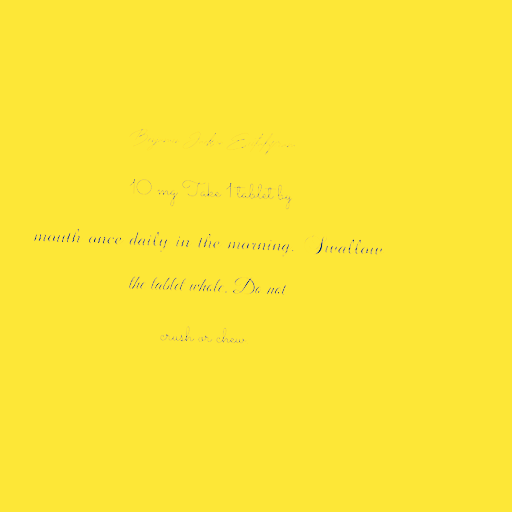 10 mg Take 1 tablet by
mouth once daily in the morning. Swallow
the tablet whole. Do not
crush or chew